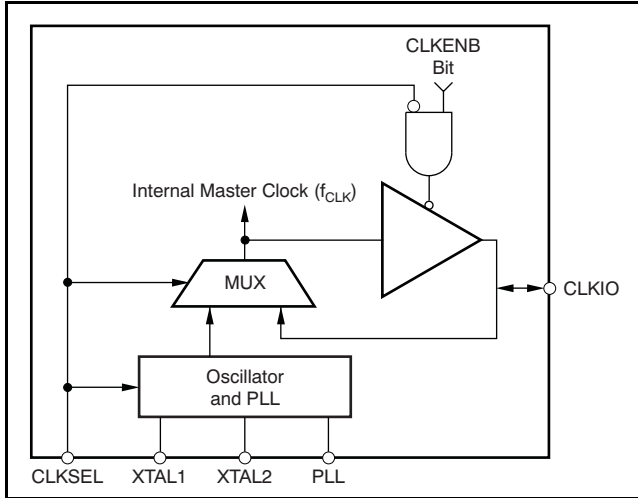 CLKENB
Bit
Internal Master Clock (fCLK)
MUX
CLKIO
Oscillator
and PLL
CLKSEL
XTAL1
XTAL2
PLL